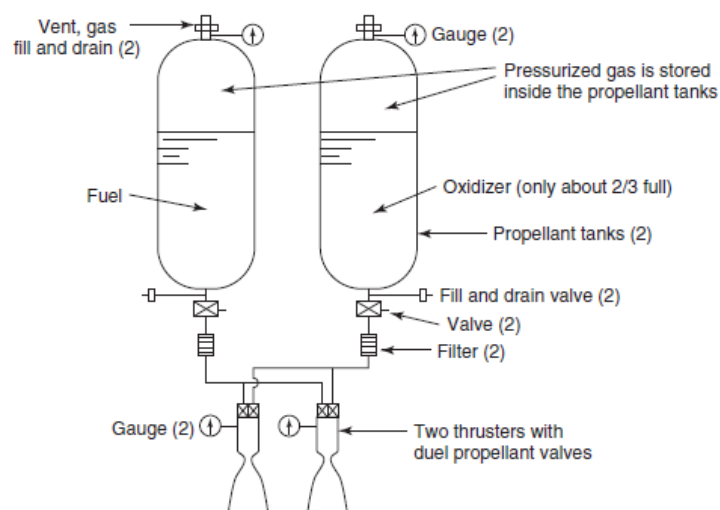 Vent, gas
fill and drain (2)
Gauge (2)
Pressurized gas is stored
inside the propellant tanks
Fuel
Oxidizer (only about 2/3 full)
Propellant tanks (2)
Fill and drain valve (2)
Valve (2)
Filter (2)
Gauge (2)
Two thrusters with
duel propellant valves